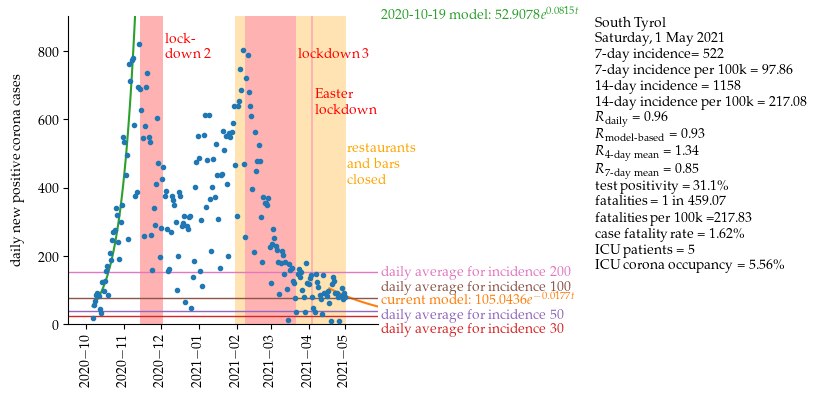 2020-10-19 model: 52.9078e^0.0815t
lock-
down 2
lockdown 3
Easter
lockdown
restaurants
and bars
closed
daily new positive corona cases
800
600
400
200
0
daily average for incidence 200
daily average for incidence 100
current model: 105.0436e^−0.0177t
daily average for incidence 50
daily average for incidence 30
2020−10
2020−11
2020−12
2021−01
2021−02
2021−03
2021−04
2021−05
South Tyrol
Saturday, 1 May 2021
7-day incidence= 522
7-day incidence per 100k = 97.86
14-day incidence = 1158
14-day incidence per 100k = 217.08
R_daily = 0.96
R_model-based = 0.93
R_4-day mean = 1.34
R_7-day mean = 0.85
test positivity = 31.1%
fatalities = 1 in 459.07
fatalities per 100k =217.83
case fatality rate = 1.62%
ICU patients = 5
ICU corona occupancy = 5.56%